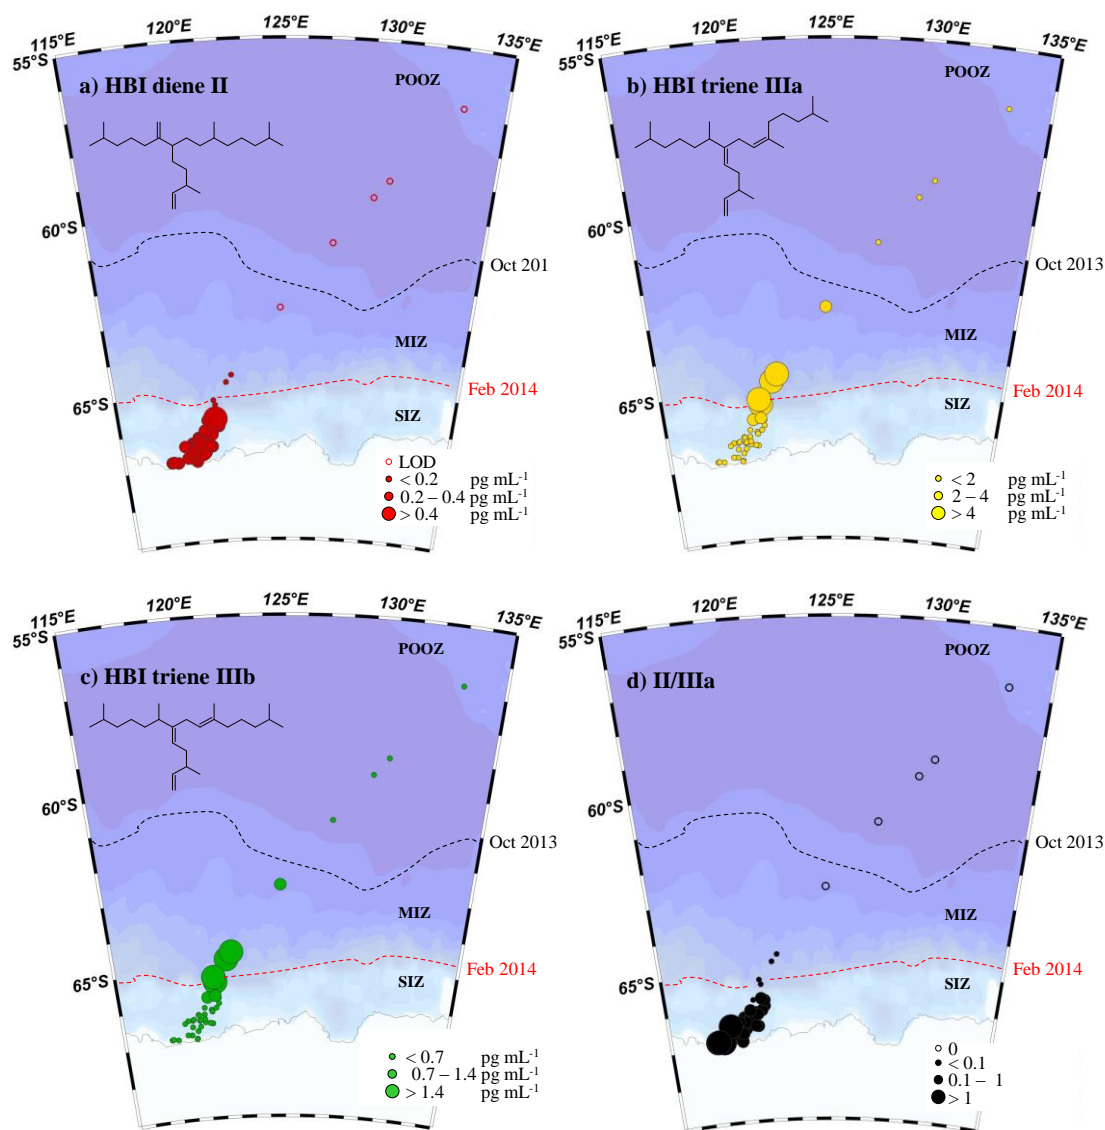 115°E 120°E 125°E 130°E 135°E
55°S
POOZ
a) HBI diene II
60°S
Oct 201
MIZ
Feb 2014
65°S
SIZ
LOD
< 0.2 pg mL-1
0.2 – 0.4 pg mL-1
> 0.4 pg mL-1
115°E 120°E 125°E 130°E 135°E
55°S
POOZ
b) HBI triene IIIa
60°S
Oct 2013
MIZ
Feb 2014
65°S
SIZ
< 2 pg mL-1
2 – 4 pg mL-1
> 4 pg mL-1
115°E 120°E 125°E 130°E 135°E
55°S
POOZ
c) HBI triene IIIb
60°S
Oct 2013
MIZ
Feb 2014
65°S
SIZ
< 0.7 pg mL-1
0.7 – 1.4 pg mL-1
> 1.4 pg mL-1
115°E 120°E 125°E 130°E 135°E
55°S
POOZ
d) II/IIIa
60°S
Oct 2013
MIZ
Feb 2014
65°S
SIZ
0
< 0.1
0.1 – 1
> 1